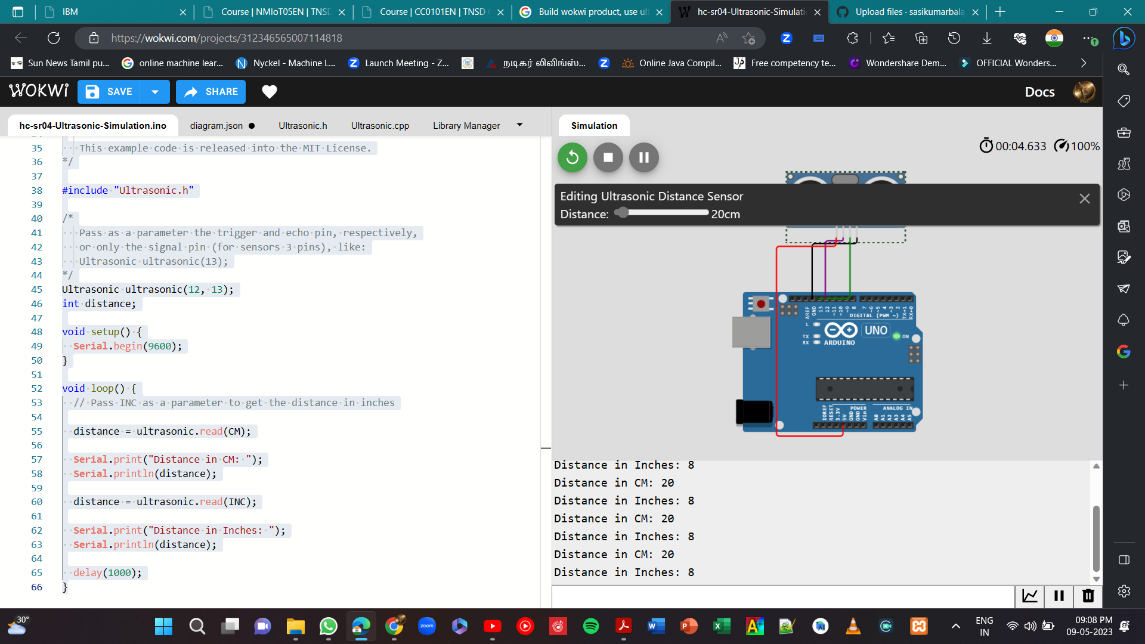 IBM
Course | NMIoT05EN | TNSD
Course | CC0101EN | TNSD
Build wokwi product, use ul
hc-sr04-Ultrasonic-Simulati
Upload files - sasikumarbala
https://wokwi.com/projects/312346565007114818
Sun News Tamil pu...
online machine lear...
Nyckel - Machine L...
Launch Meeting - Z...
நடிகர் லிவிங்ஸ்...
Online Java Compil...
Free competency te...
Wondershare Dem...
OFFICIAL Wonders...
WOKWI
SAVE
SHARE
Docs
hc-sr04-Ultrasonic-Simulation.ino
diagram.json
Ultrasonic.h
Ultrasonic.cpp
Library Manager
Simulation
35 This example code is released into the MIT License.
36 */
37
38 #include "Ultrasonic.h"
39
40 /*
41 Pass as a parameter the trigger and echo pin, respectively,
42 or only the signal pin (for sensors 3 pins), like:
43 Ultrasonic ultrasonic(13);
44 */
45 Ultrasonic ultrasonic(12, 13);
46 int distance;
47
48 void setup() {
49 Serial.begin(9600);
50 }
51
52 void loop() {
53 // Pass INC as a parameter to get the distance in inches
54
55 distance = ultrasonic.read(CM);
56
57 Serial.print("Distance in CM: ");
58 Serial.println(distance);
59
60 distance = ultrasonic.read(INC);
61
62 Serial.print("Distance in Inches: ");
63 Serial.println(distance);
64
65 delay(1000);
66 }
00:04.633
100%
Editing Ultrasonic Distance Sensor
Distance: 20cm
DIGITAL (PWM ~)
UNO
ARDUINO
ON
L
TX
RX
POWER
ANALOG IN
Distance in Inches: 8
Distance in CM: 20
Distance in Inches: 8
Distance in CM: 20
Distance in Inches: 8
Distance in CM: 20
Distance in Inches: 8
30°
ENG
IN
09:08 PM
09-05-2023